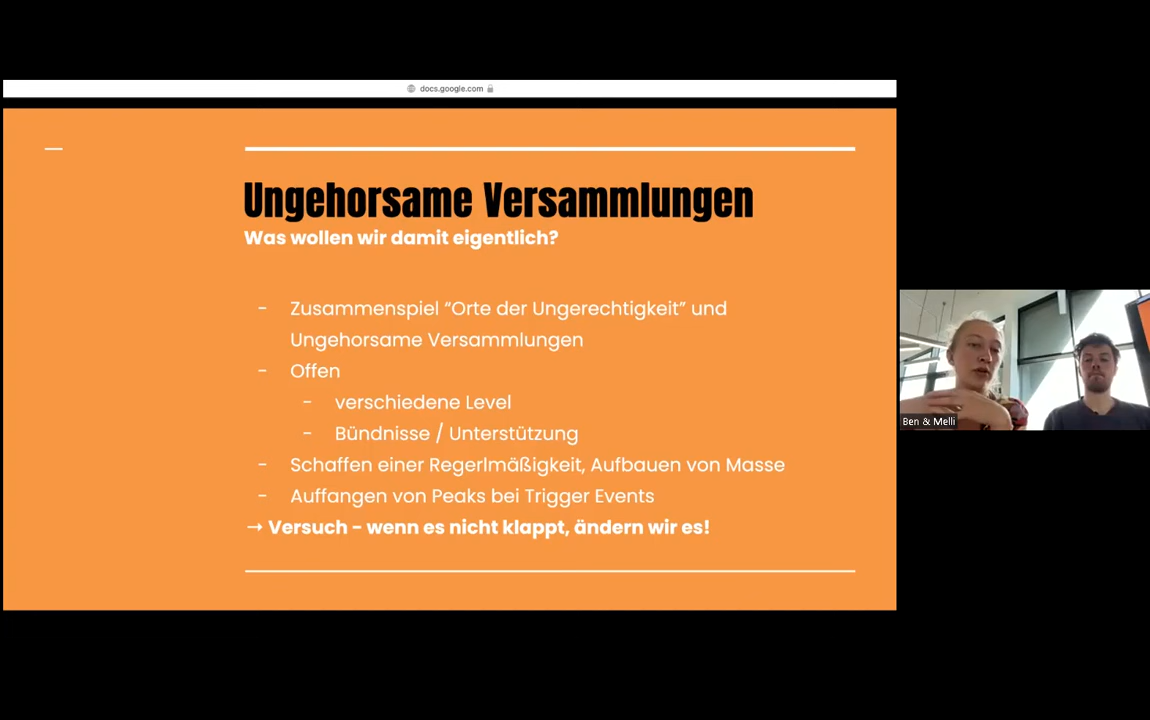 docs.google.com
Ungehorsame Versammlungen
Was wollen wir damit eigentlich?
- Zusammenspiel “Orte der Ungerechtigkeit” und
Ungehorsame Versammlungen
- Offen
- verschiedene Level
- Bündnisse / Unterstützung
- Schaffen einer Regerlmäßigkeit, Aufbauen von Masse
- Auffangen von Peaks bei Trigger Events
→ Versuch - wenn es nicht klappt, ändern wir es!
Ben & Melli